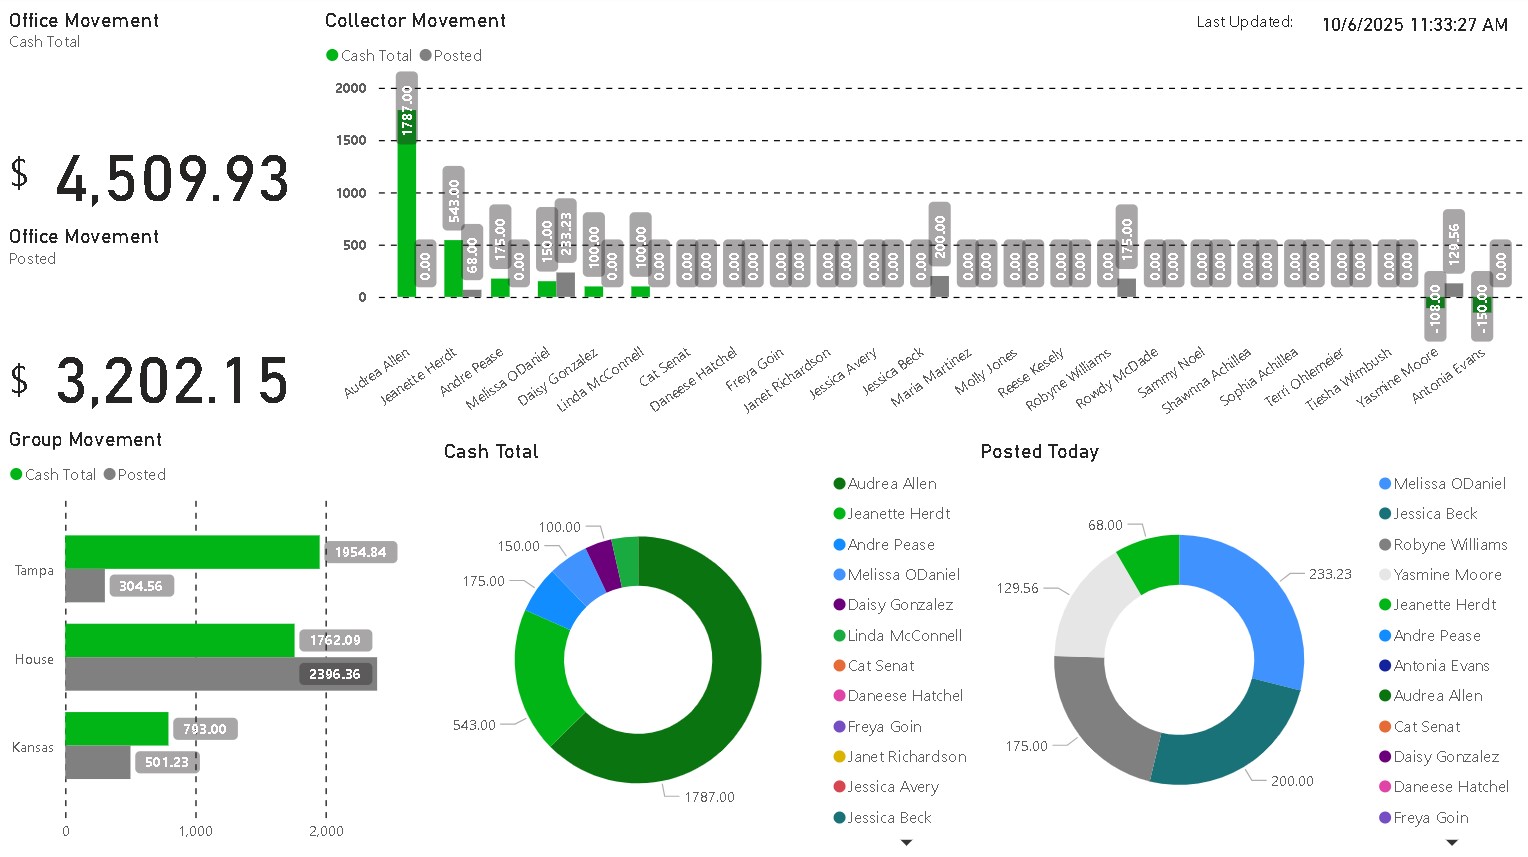 Office Movement
Cash Total
$ 4,509.93
Office Movement
Posted
$ 3,202.15
Collector Movement
Last Updated: 10/6/2025 11:33:27 AM
Cash Total Posted
2000
1500
1000
500
0
1787.00 0.00 543.00 68.00 175.00 0.00 150.00 233.23 100.00 0.00 100.00 0.00 0.00 0.00 0.00 0.00 0.00 0.00 0.00 0.00 0.00 0.00 0.00 200.00 0.00 0.00 0.00 0.00 0.00 0.00 0.00 175.00 0.00 0.00 0.00 0.00 0.00 0.00 0.00 0.00 0.00 0.00 0.00 0.00 -108.00 129.56 -150.00 0.00
Audrea Allen
Jeanette Herdt
Andre Pease
Melissa ODaniel
Daisy Gonzalez
Linda McConnell
Cat Senat
Daneese Hatchel
Freya Goin
Janet Richardson
Jessica Avery
Jessica Beck
Maria Martinez
Molly Jones
Reese Kesely
Robyne Williams
Rowdy McDade
Sammy Noel
Shawna Achillea
Sophia Achillea
Terri Ohlemeier
Tiesha Wimbush
Yasmine Moore
Antonia Evans
Group Movement
Cash Total Posted
Tampa
1954.84
304.56
House
1762.09
2396.36
Kansas
793.00
501.23
0 1,000 2,000
Cash Total
100.00
150.00
175.00
543.00
1787.00
Audrea Allen
Jeanette Herdt
Andre Pease
Melissa ODaniel
Daisy Gonzalez
Linda McConnell
Cat Senat
Daneese Hatchel
Freya Goin
Janet Richardson
Jessica Avery
Jessica Beck
Posted Today
68.00
129.56
175.00
233.23
200.00
Melissa ODaniel
Jessica Beck
Robyne Williams
Yasmine Moore
Jeanette Herdt
Andre Pease
Antonia Evans
Audrea Allen
Cat Senat
Daisy Gonzalez
Daneese Hatchel
Freya Goin